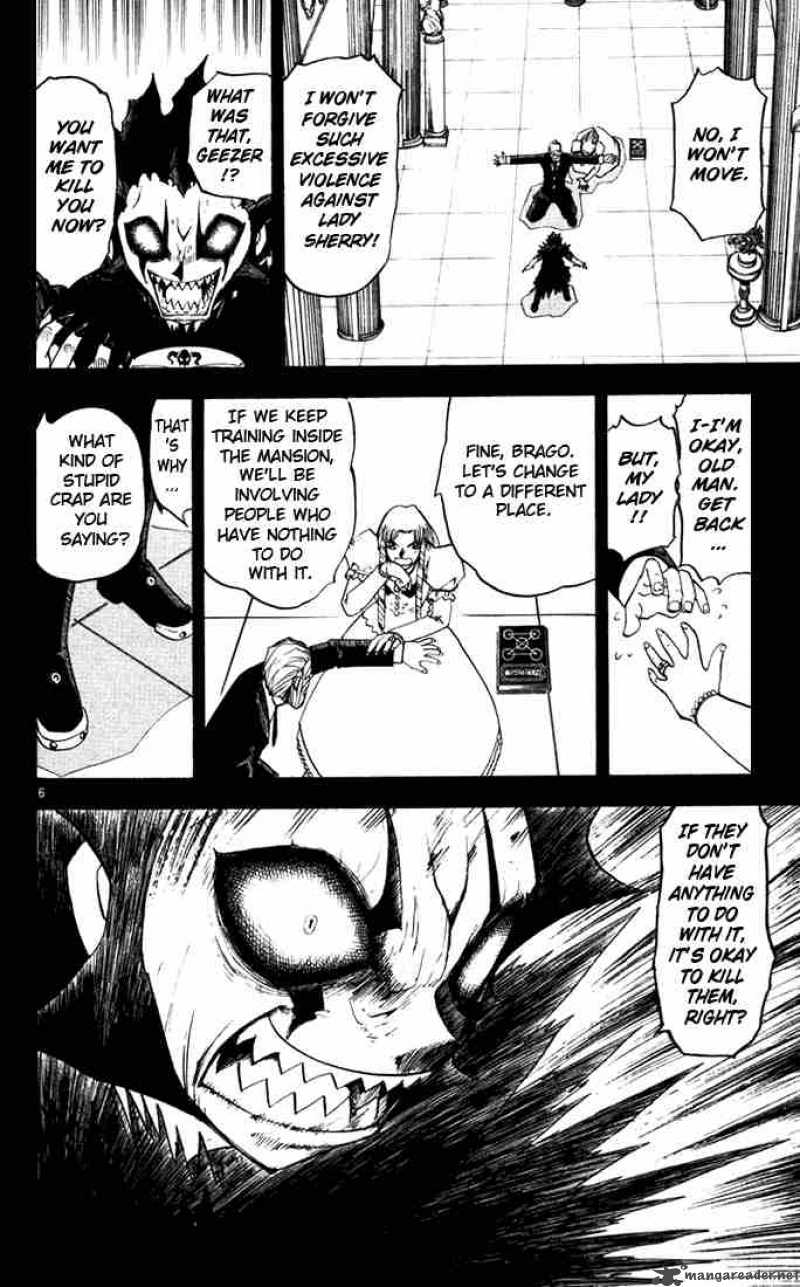 NO, I
WON'T
MOVE.
I WON'T
FORGIVE
SUCH
EXCESSIVE
VIOLENCE
AGAINST
LADY
SHERRY!
WHAT
WAS
THAT,
GEEZER
!?
YOU
WANT
ME TO
KILL
YOU
NOW?
I-I'M
OKAY,
OLD
MAN.
GET
BACK
...
BUT,
MY
LADY
!!
FINE, BRAGO.
LET'S CHANGE
TO A DIFFERENT
PLACE.
IF WE KEEP
TRAINING INSIDE
THE MANSION,
WE'LL BE
INVOLVING
PEOPLE WHO
HAVE NOTHING
TO DO
WITH IT.
THAT
'S
WHY
...
WHAT
KIND OF
STUPID
CRAP ARE
YOU
SAYING?
6
IF THEY
DON'T
HAVE
ANYTHING
TO DO
WITH IT,
IT'S OKAY
TO KILL
THEM,
RIGHT?
mangareader.net